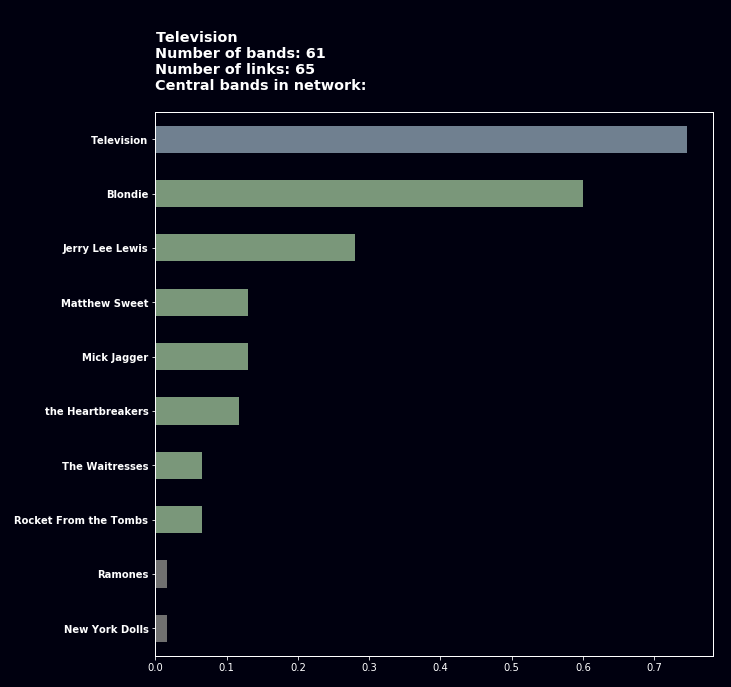 Television
Number of bands: 61
Number of links: 65
Central bands in network:
Television
Blondie
Jerry Lee Lewis
Matthew Sweet
Mick Jagger
the Heartbreakers
The Waitresses
Rocket From the Tombs
Ramones
New York Dolls
0.0 0.1 0.2 0.3 0.4 0.5 0.6 0.7